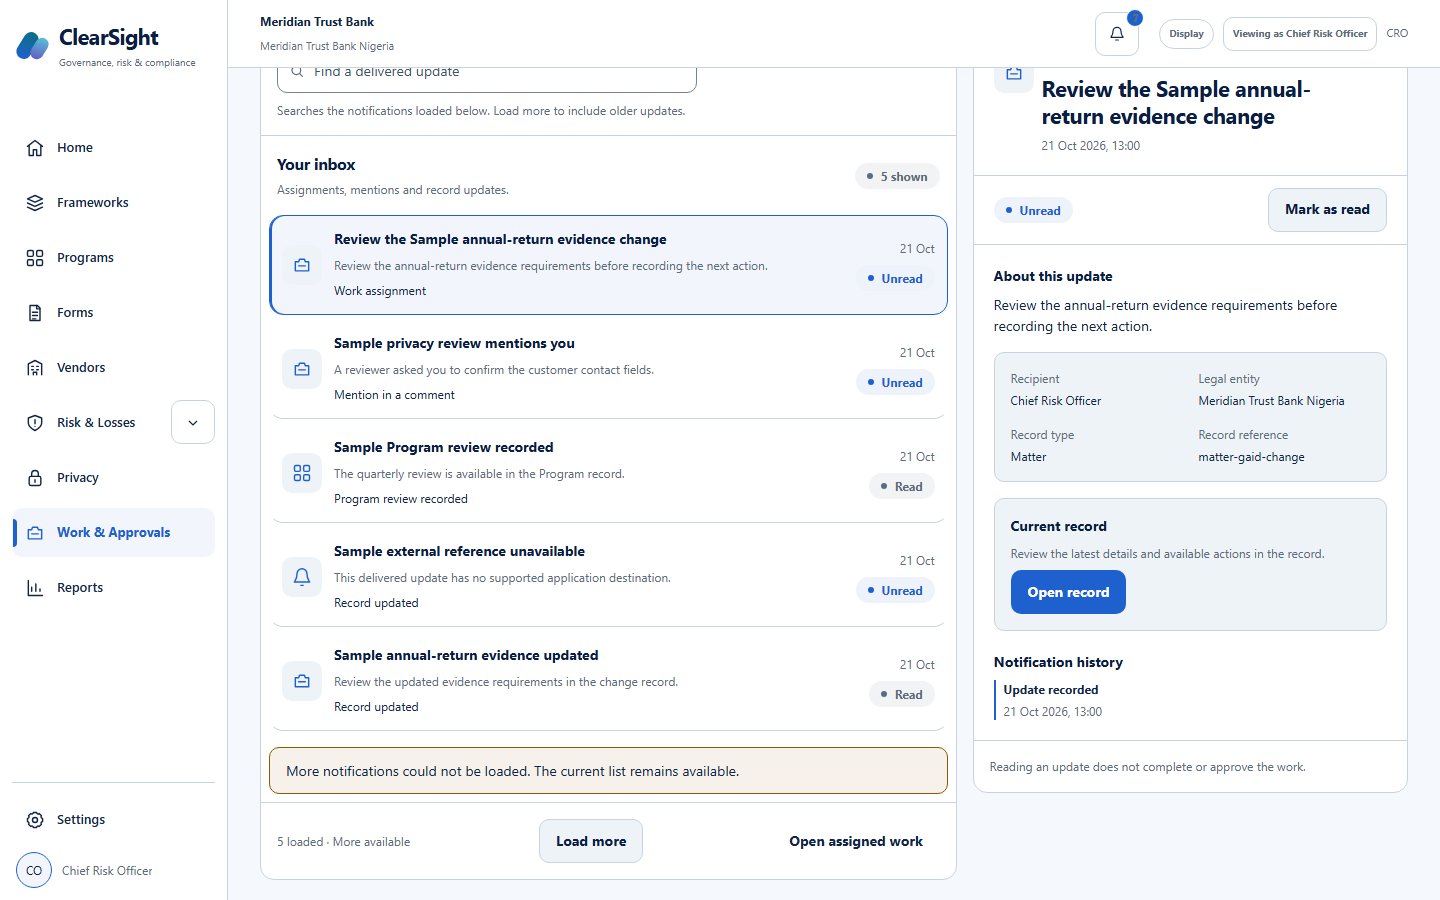 ClearSight
Governance, risk & compliance
Home
Frameworks
Programs
Forms
Vendors
Risk & Losses
Privacy
Work & Approvals
Reports
Settings
CO
Chief Risk Officer
Meridian Trust Bank
Meridian Trust Bank Nigeria
Display
Viewing as Chief Risk Officer
CRO
Find a delivered update
Searches the notifications loaded below. Load more to include older updates.
Your inbox
Assignments, mentions and record updates.
5 shown
Review the Sample annual-return evidence change
Review the annual-return evidence requirements before recording the next action.
Work assignment
21 Oct
Unread
Sample privacy review mentions you
A reviewer asked you to confirm the customer contact fields.
Mention in a comment
21 Oct
Unread
Sample Program review recorded
The quarterly review is available in the Program record.
Program review recorded
21 Oct
Read
Sample external reference unavailable
This delivered update has no supported application destination.
Record updated
21 Oct
Unread
Sample annual-return evidence updated
Review the updated evidence requirements in the change record.
Record updated
21 Oct
Read
More notifications could not be loaded. The current list remains available.
5 loaded · More available
Load more
Open assigned work
Review the Sample annual-
return evidence change
21 Oct 2026, 13:00
Unread
Mark as read
About this update
Review the annual-return evidence requirements before
recording the next action.
Recipient
Chief Risk Officer
Legal entity
Meridian Trust Bank Nigeria
Record type
Matter
Record reference
matter-gaid-change
Current record
Review the latest details and available actions in the record.
Open record
Notification history
Update recorded
21 Oct 2026, 13:00
Reading an update does not complete or approve the work.